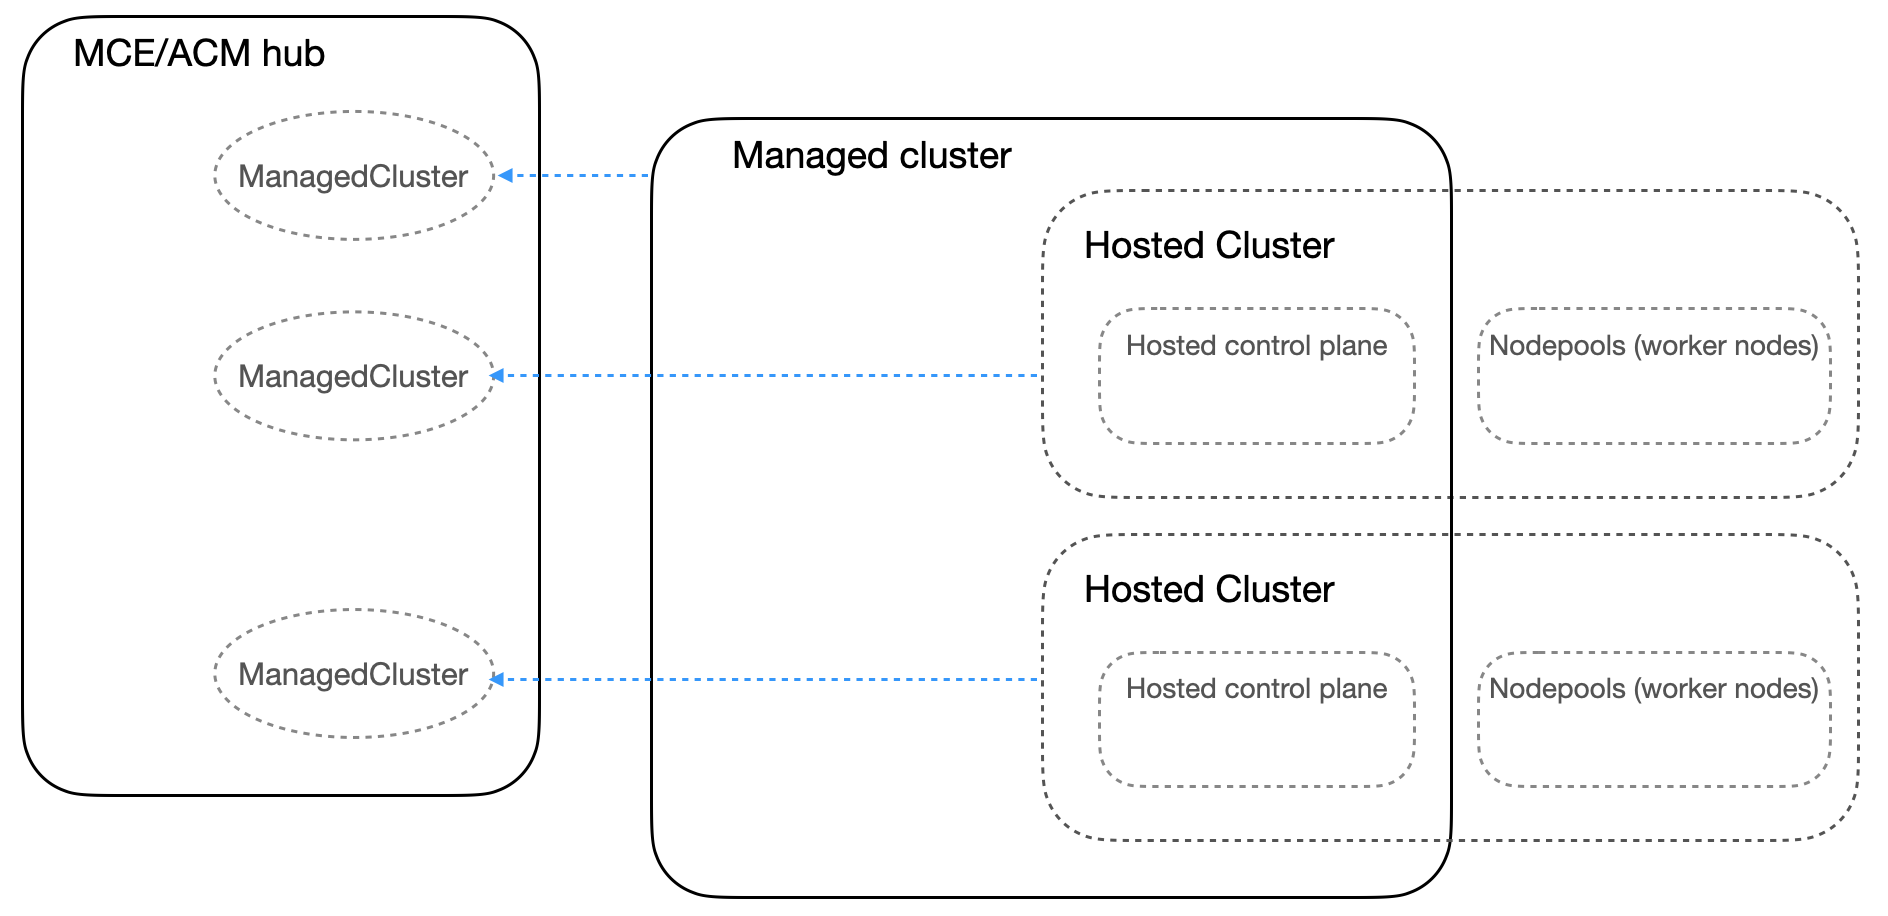 MCE/ACM hub
ManagedCluster
ManagedCluster
ManagedCluster
Managed cluster
Hosted Cluster
Hosted control plane
Nodepools (worker nodes)
Hosted Cluster
Hosted control plane
Nodepools (worker nodes)